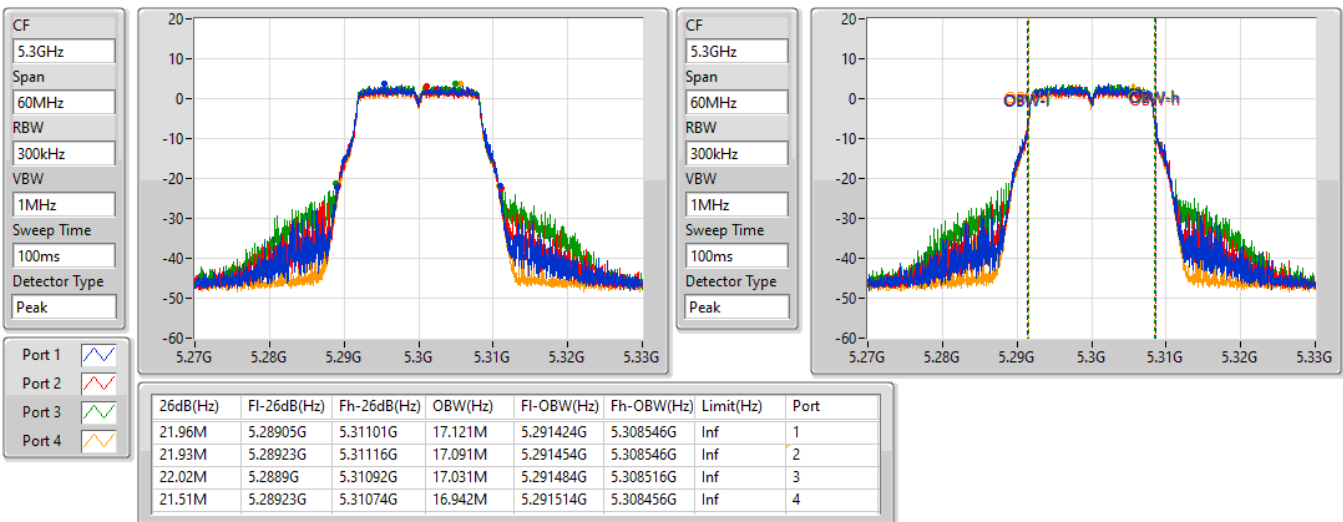 CF
5.3GHz
Span
60MHz
RBW
300kHz
VBW
1MHz
Sweep Time
100ms
Detector Type
Peak
20
10
0
-10
-20
-30
-40
-50
-60
5.27G 5.28G 5.29G 5.3G 5.31G 5.32G 5.33G
CF
5.3GHz
Span
60MHz
RBW
300kHz
VBW
1MHz
Sweep Time
100ms
Detector Type
Peak
20
10
0
-10
-20
-30
-40
-50
-60
OBW-l OBW-h
5.27G 5.28G 5.29G 5.3G 5.31G 5.32G 5.33G
Port 1
Port 2
Port 3
Port 4
26dB(Hz) Fl-26dB(Hz) Fh-26dB(Hz) OBW(Hz) Fl-OBW(Hz) Fh-OBW(Hz) Limit(Hz) Port
21.96M 5.28905G 5.31101G 17.121M 5.291424G 5.308546G Inf 1
21.93M 5.28923G 5.31116G 17.091M 5.291454G 5.308546G Inf 2
22.02M 5.2889G 5.31092G 17.031M 5.291484G 5.308516G Inf 3
21.51M 5.28923G 5.31074G 16.942M 5.291514G 5.308456G Inf 4